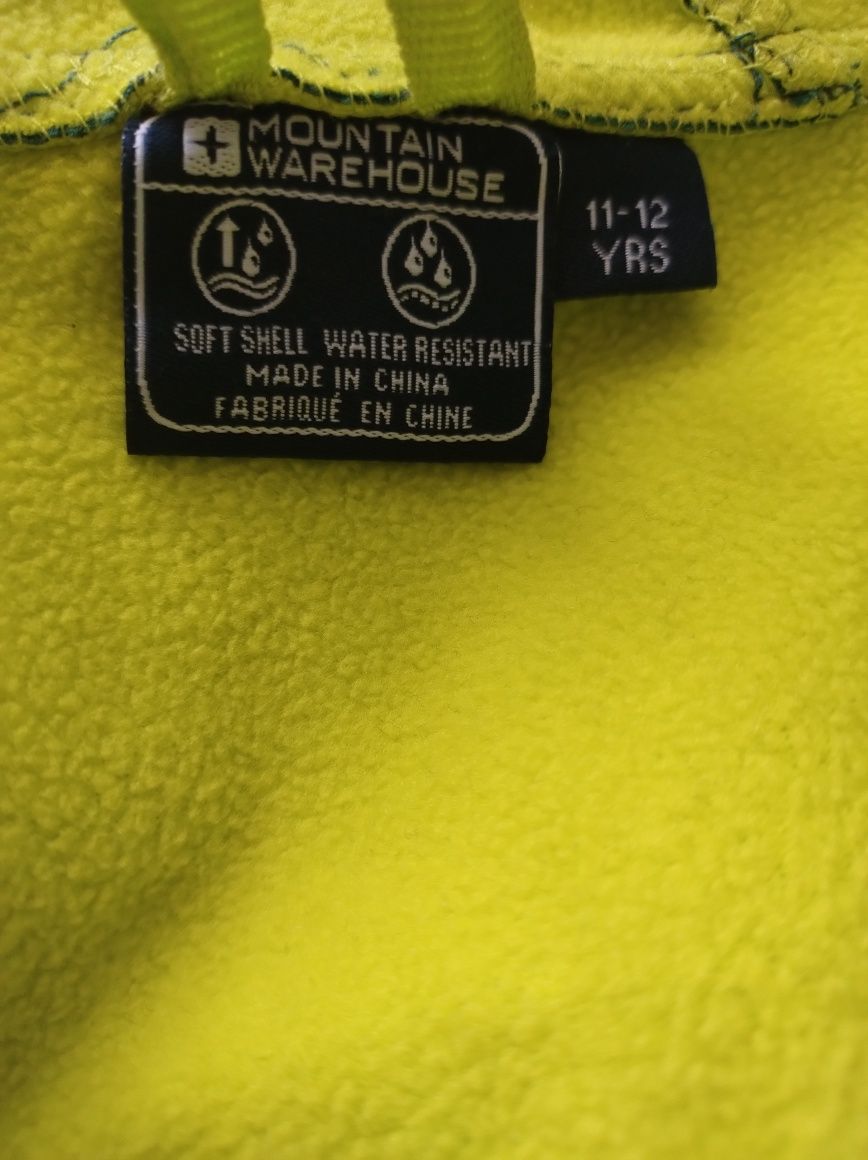 MOUNTAIN
WAREHOUSE
11-12
YRS
SOFT SHELL WATER RESISTANT
MADE IN CHINA
FABRIQUÉ EN CHINE